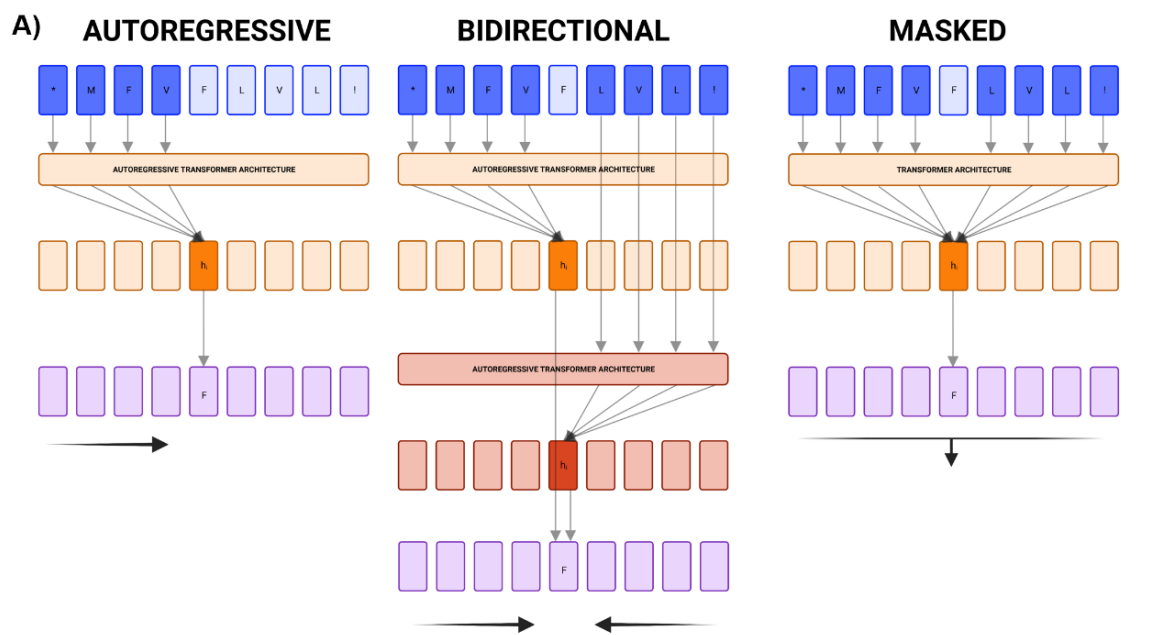 A)
AUTOREGRESSIVE
BIDIRECTIONAL
MASKED
* M F V F L V L !
* M F V F L V L !
* M F V F L V L !
AUTOREGRESSIVE TRANSFORMER ARCHITECTURE
AUTOREGRESSIVE TRANSFORMER ARCHITECTURE
TRANSFORMER ARCHITECTURE
hᵢ
hᵢ
hᵢ
AUTOREGRESSIVE TRANSFORMER ARCHITECTURE
F
F
hᵢ
F